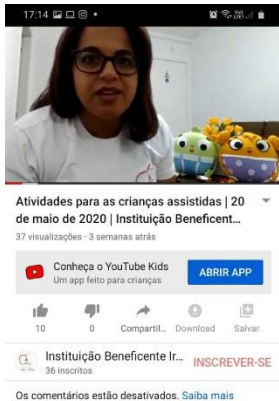 17:14
Atividades para as crianças assistidas | 20
de maio de 2020 | Instituição Beneficent...
37 visualizações · 3 semanas atrás
Conheça o YouTube Kids
Um app feito para crianças
ABRIR APP
10
0
Compartil...
Download
Salvar
Instituição Beneficente Ir...
36 inscritos
INSCREVER-SE
Os comentários estão desativados. Saiba mais